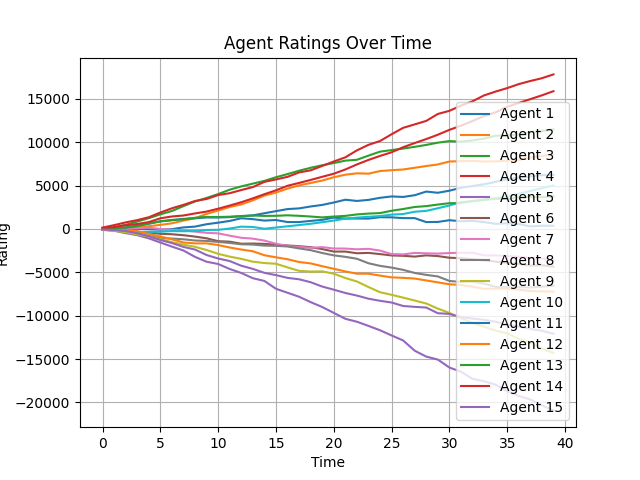 Agent Ratings Over Time
Rating
15000
10000
5000
0
−5000
−10000
−15000
−20000
Agent 1
Agent 2
Agent 3
Agent 4
Agent 5
Agent 6
Agent 7
Agent 8
Agent 9
Agent 10
Agent 11
Agent 12
Agent 13
Agent 14
Agent 15
0 5 10 15 20 25 30 35 40
Time